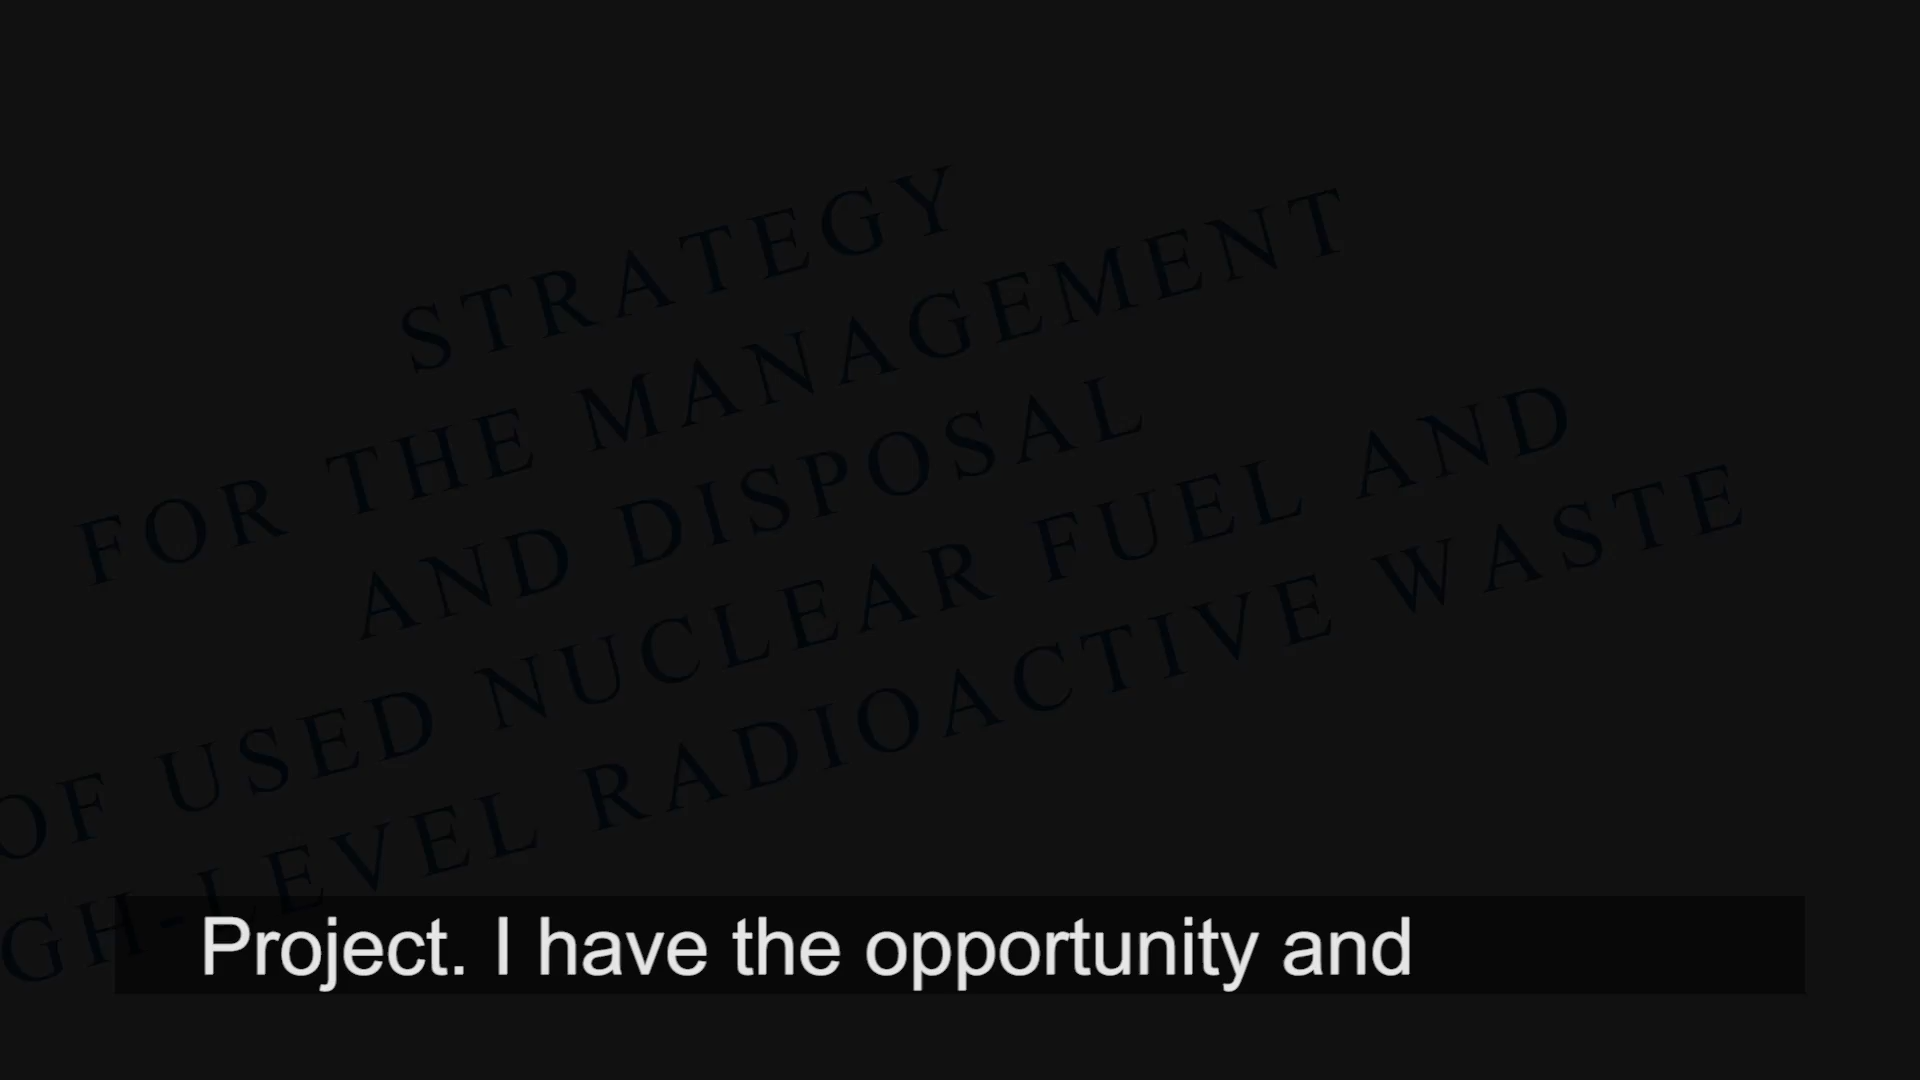 STRATEGY
FOR THE MANAGEMENT
AND DISPOSAL
OF USED NUCLEAR FUEL AND
GH-LEVEL RADIOACTIVE WASTE
Project. I have the opportunity and